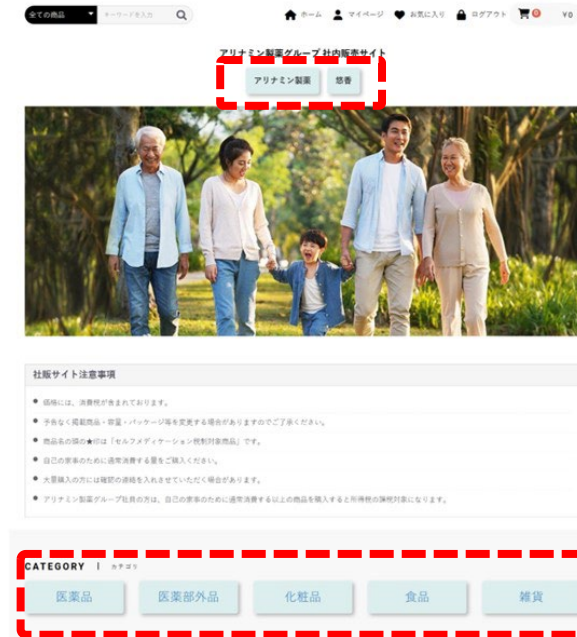 全ての商品 キーワードを入力 ホーム マイページ お気に入り ログアウト 0 ¥0
アリナミン製薬グループ 社内販売サイト
アリナミン製薬 悠香
社販サイト注意事項
● 価格には、消費税が含まれております。
● 予告なく掲載商品・容量・パッケージ等を変更する場合がありますのでご了承ください。
● 商品名の頭の★印は「セルフメディケーション税制対象商品」です。
● 自己の家事のために通常消費する量をご購入ください。
● 大量購入の方には確認の連絡を入れさせていただく場合があります。
● アリナミン製薬グループ社員の方は、自己の家事のために通常消費する以上の商品を購入すると所得税の課税対象になります。
CATEGORY | カテゴリ
医薬品 医薬部外品 化粧品 食品 雑貨